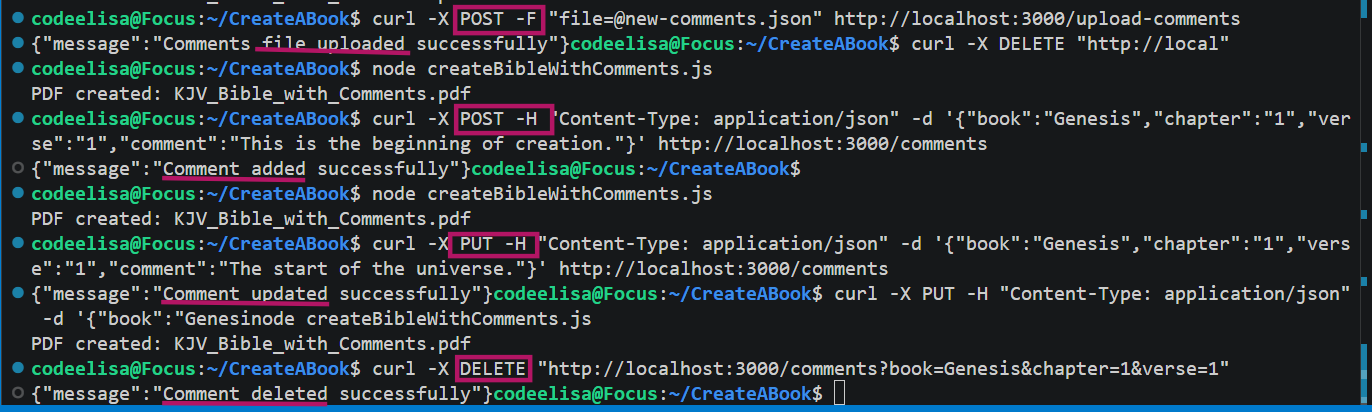 codeelisa@Focus:~/CreateABook$ curl -X POST -F "file=@new-comments.json" http://localhost:3000/upload-comments
{"message":"Comments file uploaded successfully"}codeelisa@Focus:~/CreateABook$ curl -X DELETE "http://local"
codeelisa@Focus:~/CreateABook$ node createBibleWithComments.js
PDF created: KJV_Bible_with_Comments.pdf
codeelisa@Focus:~/CreateABook$ curl -X POST -H "Content-Type: application/json" -d '{"book":"Genesis","chapter":"1","ver
se":"1","comment":"This is the beginning of creation."}' http://localhost:3000/comments
{"message":"Comment added successfully"}codeelisa@Focus:~/CreateABook$
codeelisa@Focus:~/CreateABook$ node createBibleWithComments.js
PDF created: KJV_Bible_with_Comments.pdf
codeelisa@Focus:~/CreateABook$ curl -X PUT -H "Content-Type: application/json" -d '{"book":"Genesis","chapter":"1","vers
e":"1","comment":"The start of the universe."}' http://localhost:3000/comments
{"message":"Comment updated successfully"}codeelisa@Focus:~/CreateABook$ curl -X PUT -H "Content-Type: application/json"
-d '{"book":"Genesinode createBibleWithComments.js
PDF created: KJV_Bible_with_Comments.pdf
codeelisa@Focus:~/CreateABook$ curl -X DELETE "http://localhost:3000/comments?book=Genesis&chapter=1&verse=1"
{"message":"Comment deleted successfully"}codeelisa@Focus:~/CreateABook$